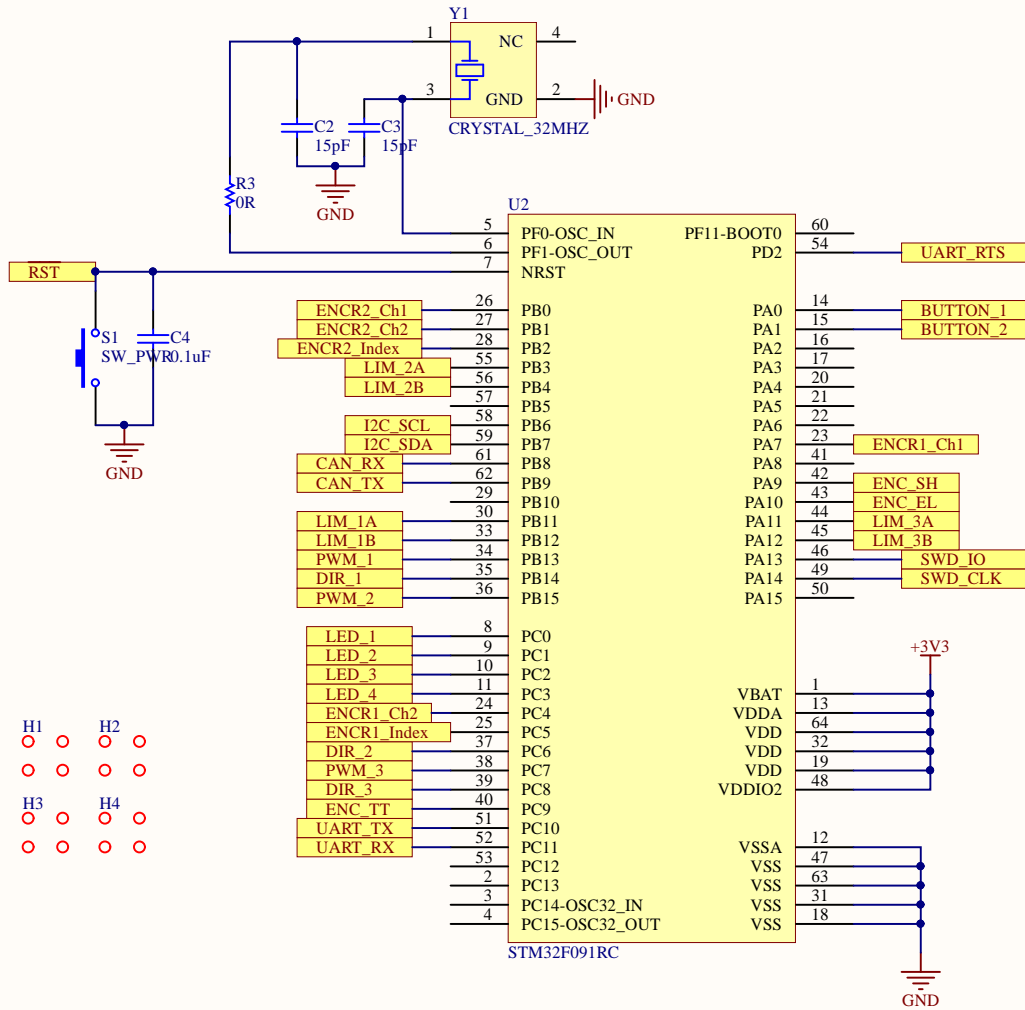 Y1
1 NC 4
3 GND 2 GND
CRYSTAL_32MHZ
C2 C3
15pF 15pF
R3
0R
GND
U2
5 PF0-OSC_IN PF11-BOOT0 60
6 PF1-OSC_OUT PD2 54 UART_RTS
RST 7 NRST
ENCR2_Ch1 26 PB0 PA0 14 BUTTON_1
ENCR2_Ch2 27 PB1 PA1 15 BUTTON_2
ENCR2_Index 28 PB2 PA2 16
LIM_2A 55 PB3 PA3 17
LIM_2B 56 PB4 PA4 20
57 PB5 PA5 21
I2C_SCL 58 PB6 PA6 22
I2C_SDA 59 PB7 PA7 23 ENCR1_Ch1
CAN_RX 61 PB8 PA8 41
CAN_TX 62 PB9 PA9 42 ENC_SH
29 PB10 PA10 43 ENC_EL
LIM_1A 30 PB11 PA11 44 LIM_3A
LIM_1B 33 PB12 PA12 45 LIM_3B
PWM_1 34 PB13 PA13 46 SWD_IO
DIR_1 35 PB14 PA14 49 SWD_CLK
PWM_2 36 PB15 PA15 50
S1 C4
SW_PWR 0.1uF
GND
LED_1 8 PC0
LED_2 9 PC1
LED_3 10 PC2
LED_4 11 PC3
ENCR1_Ch2 24 PC4
ENCR1_Index 25 PC5
DIR_2 37 PC6
PWM_3 38 PC7
DIR_3 39 PC8
ENC_TT 40 PC9
UART_TX 51 PC10
UART_RX 52 PC11
53 PC12
2 PC13
3 PC14-OSC32_IN
4 PC15-OSC32_OUT
+3V3
VBAT 1
VDDA 13
VDD 64
VDD 32
VDD 19
VDDIO2 48
VSSA 12
VSS 47
VSS 63
VSS 31
VSS 18
STM32F091RC
GND
H1 H2
H3 H4